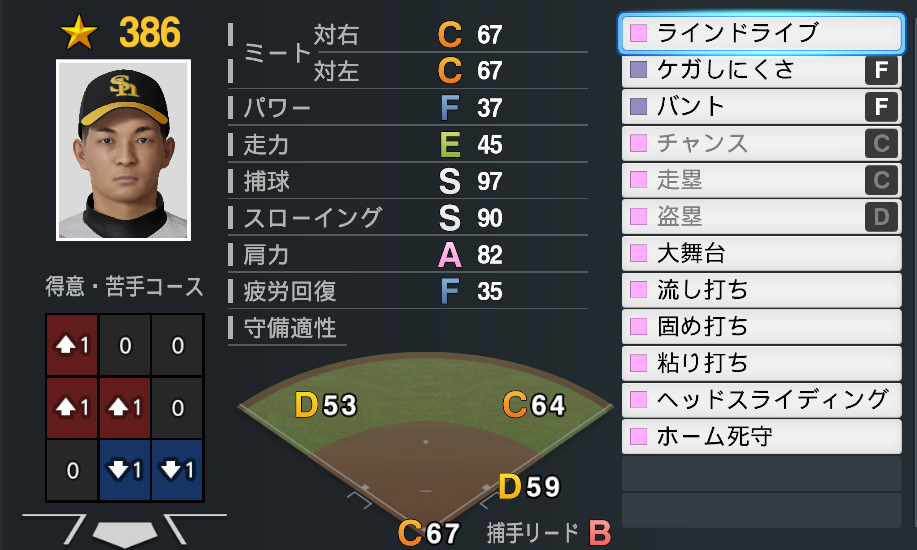 386
SH
得意・苦手コース
1 0 0
1 1 0
0 1 1
ミート 対右 C 67
対左 C 67
パワー F 37
走力 E 45
捕球 S 97
スローイング S 90
肩力 A 82
疲労回復 F 35
守備適性
D 53
C 64
D 59
C 67
捕手リード B
ラインドライブ
ケガしにくさ F
バント F
チャンス C
走塁 C
盗塁 D
大舞台
流し打ち
固め打ち
粘り打ち
ヘッドスライディング
ホーム死守